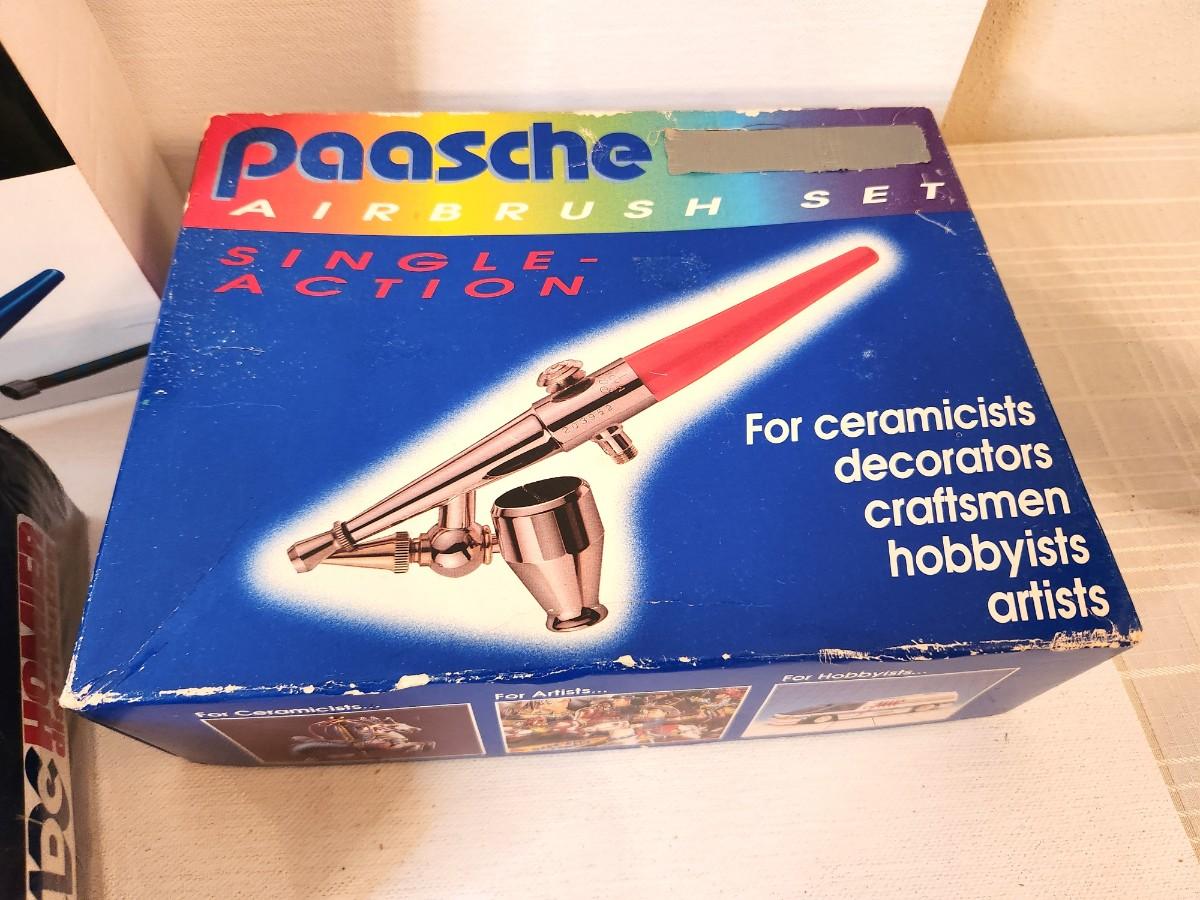 paasche
AIRBRUSH SET
SINGLE-
ACTION
For ceramicists
decorators
craftsmen
hobbyists
artists
For Ceramicists...
For Artists...
For Hobbyists...